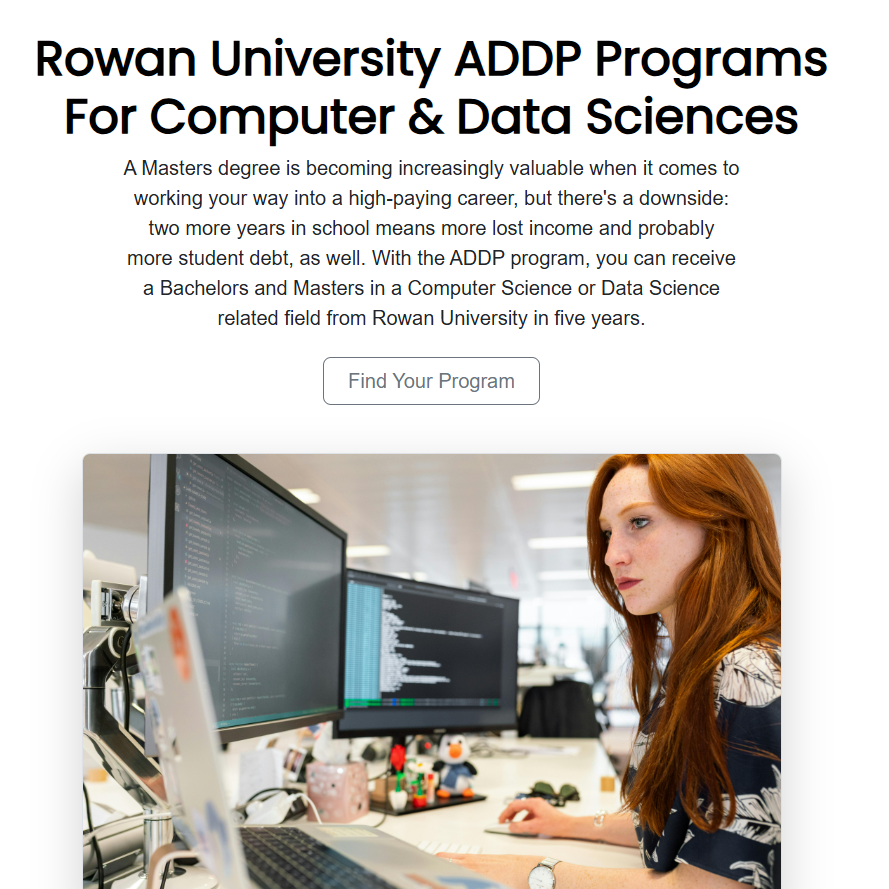 Rowan University ADDP Programs
For Computer & Data Sciences
A Masters degree is becoming increasingly valuable when it comes to
working your way into a high-paying career, but there's a downside:
two more years in school means more lost income and probably
more student debt, as well. With the ADDP program, you can receive
a Bachelors and Masters in a Computer Science or Data Science
related field from Rowan University in five years.
Find Your Program